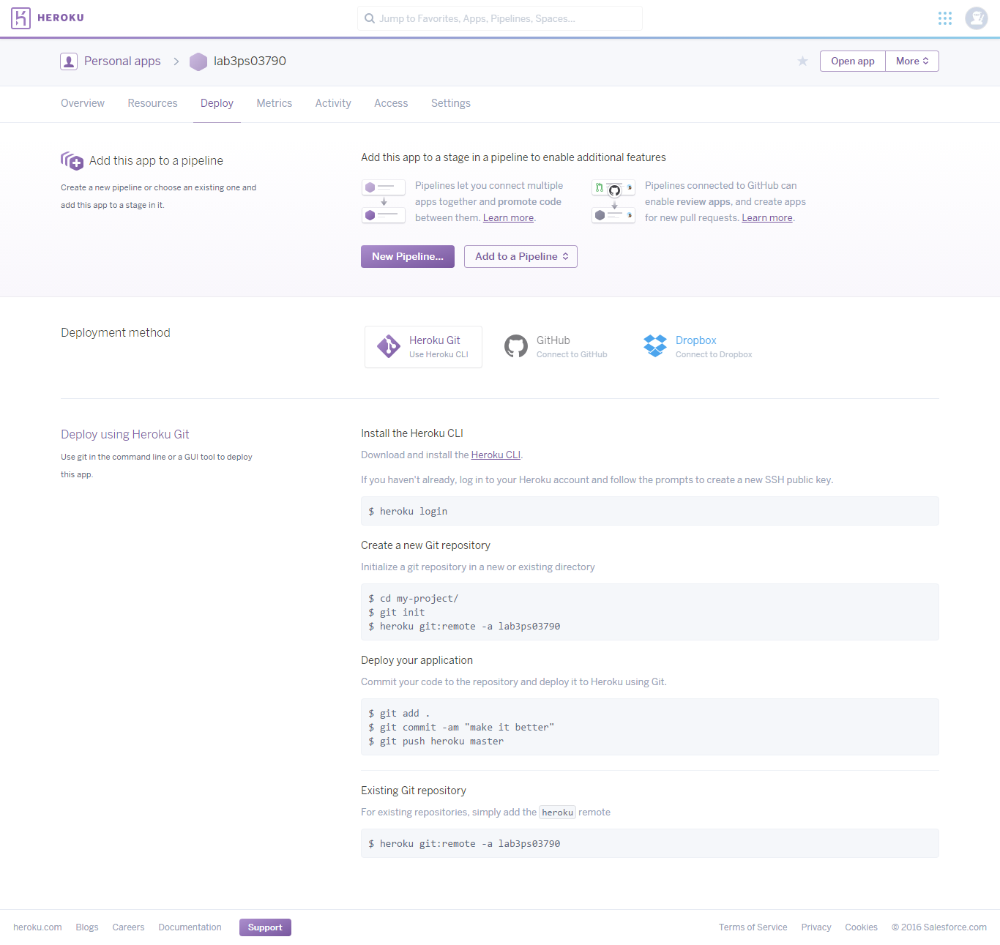 HEROKU
Jump to Favorites, Apps, Pipelines, Spaces...
Personal apps > lab3ps03790
Open app
More
Overview
Resources
Deploy
Metrics
Activity
Access
Settings
Add this app to a pipeline
Create a new pipeline or choose an existing one and
add this app to a stage in it.
Add this app to a stage in a pipeline to enable additional features
Pipelines let you connect multiple
apps together and promote code
between them. Learn more.
Pipelines connected to GitHub can
enable review apps, and create apps
for new pull requests. Learn more.
New Pipeline...
Add to a Pipeline
Deployment method
Heroku Git
Use Heroku CLI
GitHub
Connect to GitHub
Dropbox
Connect to Dropbox
Deploy using Heroku Git
Use git in the command line or a GUI tool to deploy
this app.
Install the Heroku CLI
Download and install the Heroku CLI.
If you haven't already, log in to your Heroku account and follow the prompts to create a new SSH public key.
$ heroku login
Create a new Git repository
Initialize a git repository in a new or existing directory
$ cd my-project/
$ git init
$ heroku git:remote -a lab3ps03790
Deploy your application
Commit your code to the repository and deploy it to Heroku using Git.
$ git add .
$ git commit -am "make it better"
$ git push heroku master
Existing Git repository
For existing repositories, simply add the heroku remote
$ heroku git:remote -a lab3ps03790
heroku.com
Blogs
Careers
Documentation
Support
Terms of Service
Privacy
Cookies
© 2016 Salesforce.com